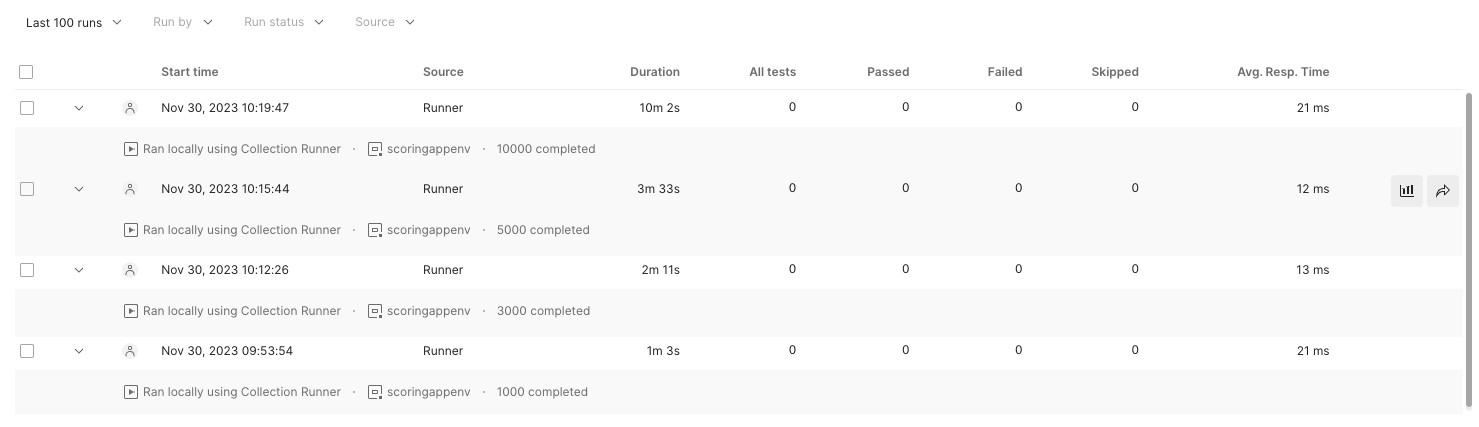 Last 100 runs Run by Run status Source
Start time Source Duration All tests Passed Failed Skipped Avg. Resp. Time
Nov 30, 2023 10:19:47 Runner 10m 2s 0 0 0 0 21 ms
Ran locally using Collection Runner · scoringappenv · 10000 completed
Nov 30, 2023 10:15:44 Runner 3m 33s 0 0 0 0 12 ms
Ran locally using Collection Runner · scoringappenv · 5000 completed
Nov 30, 2023 10:12:26 Runner 2m 11s 0 0 0 0 13 ms
Ran locally using Collection Runner · scoringappenv · 3000 completed
Nov 30, 2023 09:53:54 Runner 1m 3s 0 0 0 0 21 ms
Ran locally using Collection Runner · scoringappenv · 1000 completed